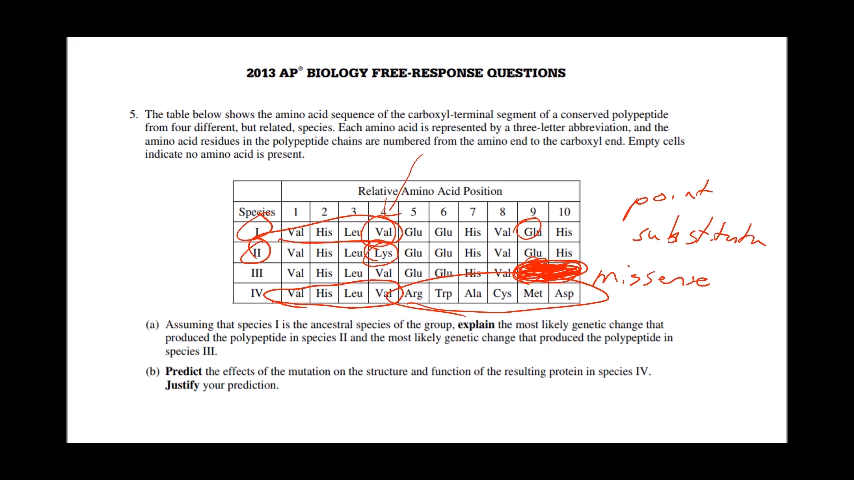 2013 AP® BIOLOGY FREE-RESPONSE QUESTIONS
5. The table below shows the amino acid sequence of the carboxyl-terminal segment of a conserved polypeptide
from four different, but related, species. Each amino acid is represented by a three-letter abbreviation, and the
amino acid residues in the polypeptide chains are numbered from the amino end to the carboxyl end. Empty cells
indicate no amino acid is present.
Relative Amino Acid Position
Species 1 2 3 4 5 6 7 8 9 10
I Val His Leu Val Glu Glu His Val Glu His
II Val His Leu Lys Glu Glu His Val Glu His
III Val His Leu Val Glu Glu His Val
IV Val His Leu Val Arg Trp Ala Cys Met Asp
point
substitution
missense
(a) Assuming that species I is the ancestral species of the group, explain the most likely genetic change that
produced the polypeptide in species II and the most likely genetic change that produced the polypeptide in
species III.
(b) Predict the effects of the mutation on the structure and function of the resulting protein in species IV.
Justify your prediction.